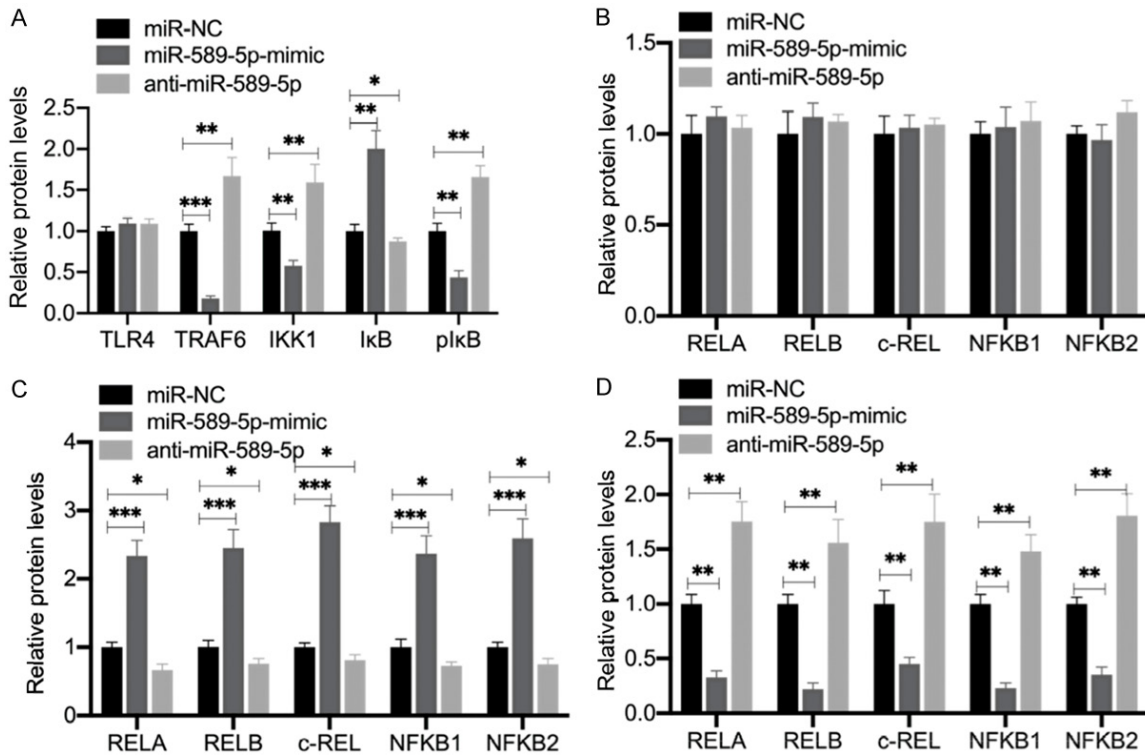 A
miR-NC
miR-589-5p-mimic
anti-miR-589-5p
Relative protein levels
2.5
2.0
1.5
1.0
0.5
0.0
** *** ** ** * ** ** **
TLR4 TRAF6 IKK1 IκB pIκB
B
miR-NC
miR-589-5p-mimic
anti-miR-589-5p
Relative protein levels
1.5
1.0
0.5
0.0
RELA RELB c-REL NFKB1 NFKB2
C
miR-NC
miR-589-5p-mimic
anti-miR-589-5p
Relative protein levels
4
3
2
1
0
* * * * *
*** *** *** *** ***
RELA RELB c-REL NFKB1 NFKB2
D
miR-NC
miR-589-5p-mimic
anti-miR-589-5p
Relative protein levels
2.5
2.0
1.5
1.0
0.5
0.0
** ** ** ** **
** ** ** ** **
RELA RELB c-REL NFKB1 NFKB2